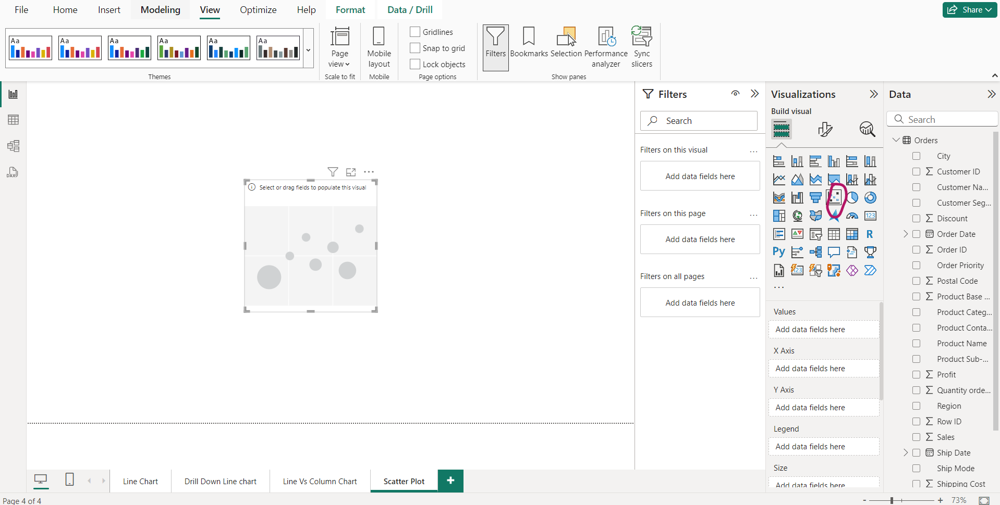 File Home Insert Modeling View Optimize Help Format Data / Drill Share
Aa Aa Aa Aa Aa Aa
Page view
Mobile layout
Gridlines
Snap to grid
Lock objects
Filters
Bookmarks
Selection
Performance analyzer
Sync slicers
Themes
Scale to fit
Mobile
Page options
Show panes
DAX
Select or drag fields to populate this visual
Filters
Search
Filters on this visual ...
Add data fields here
Filters on this page ...
Add data fields here
Filters on all pages ...
Add data fields here
Visualizations
Build visual
123
R
Py
123
...
Values
Add data fields here
X Axis
Add data fields here
Y Axis
Add data fields here
Legend
Add data fields here
Size
Add data fields here
Data
Search
Orders
City
Σ Customer ID
Customer Na...
Customer Seg...
Σ Discount
Order Date
Σ Order ID
Order Priority
Σ Postal Code
Σ Product Base ...
Product Categ...
Product Conta...
Product Name
Product Sub-...
Σ Profit
Σ Quantity orde...
Region
Σ Row ID
Σ Sales
Ship Date
Ship Mode
Σ Shipping Cost
Line Chart
Drill Down Line chart
Line Vs Column Chart
Scatter Plot
+
Page 4 of 4
- + 73%